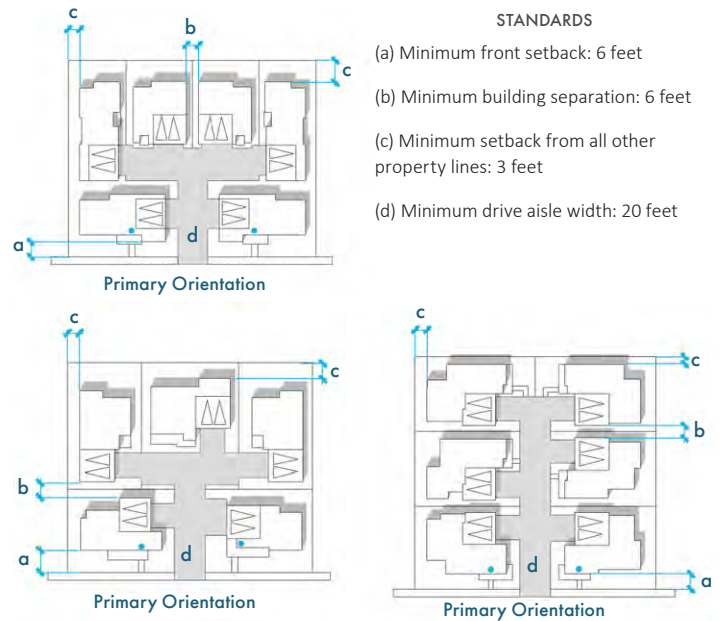 c
b
c
a
d
Primary Orientation
STANDARDS
(a) Minimum front setback: 6 feet
(b) Minimum building separation: 6 feet
(c) Minimum setback from all other
property lines: 3 feet
(d) Minimum drive aisle width: 20 feet
c
c
b
a
d
Primary Orientation
c
c
b
d
a
Primary Orientation